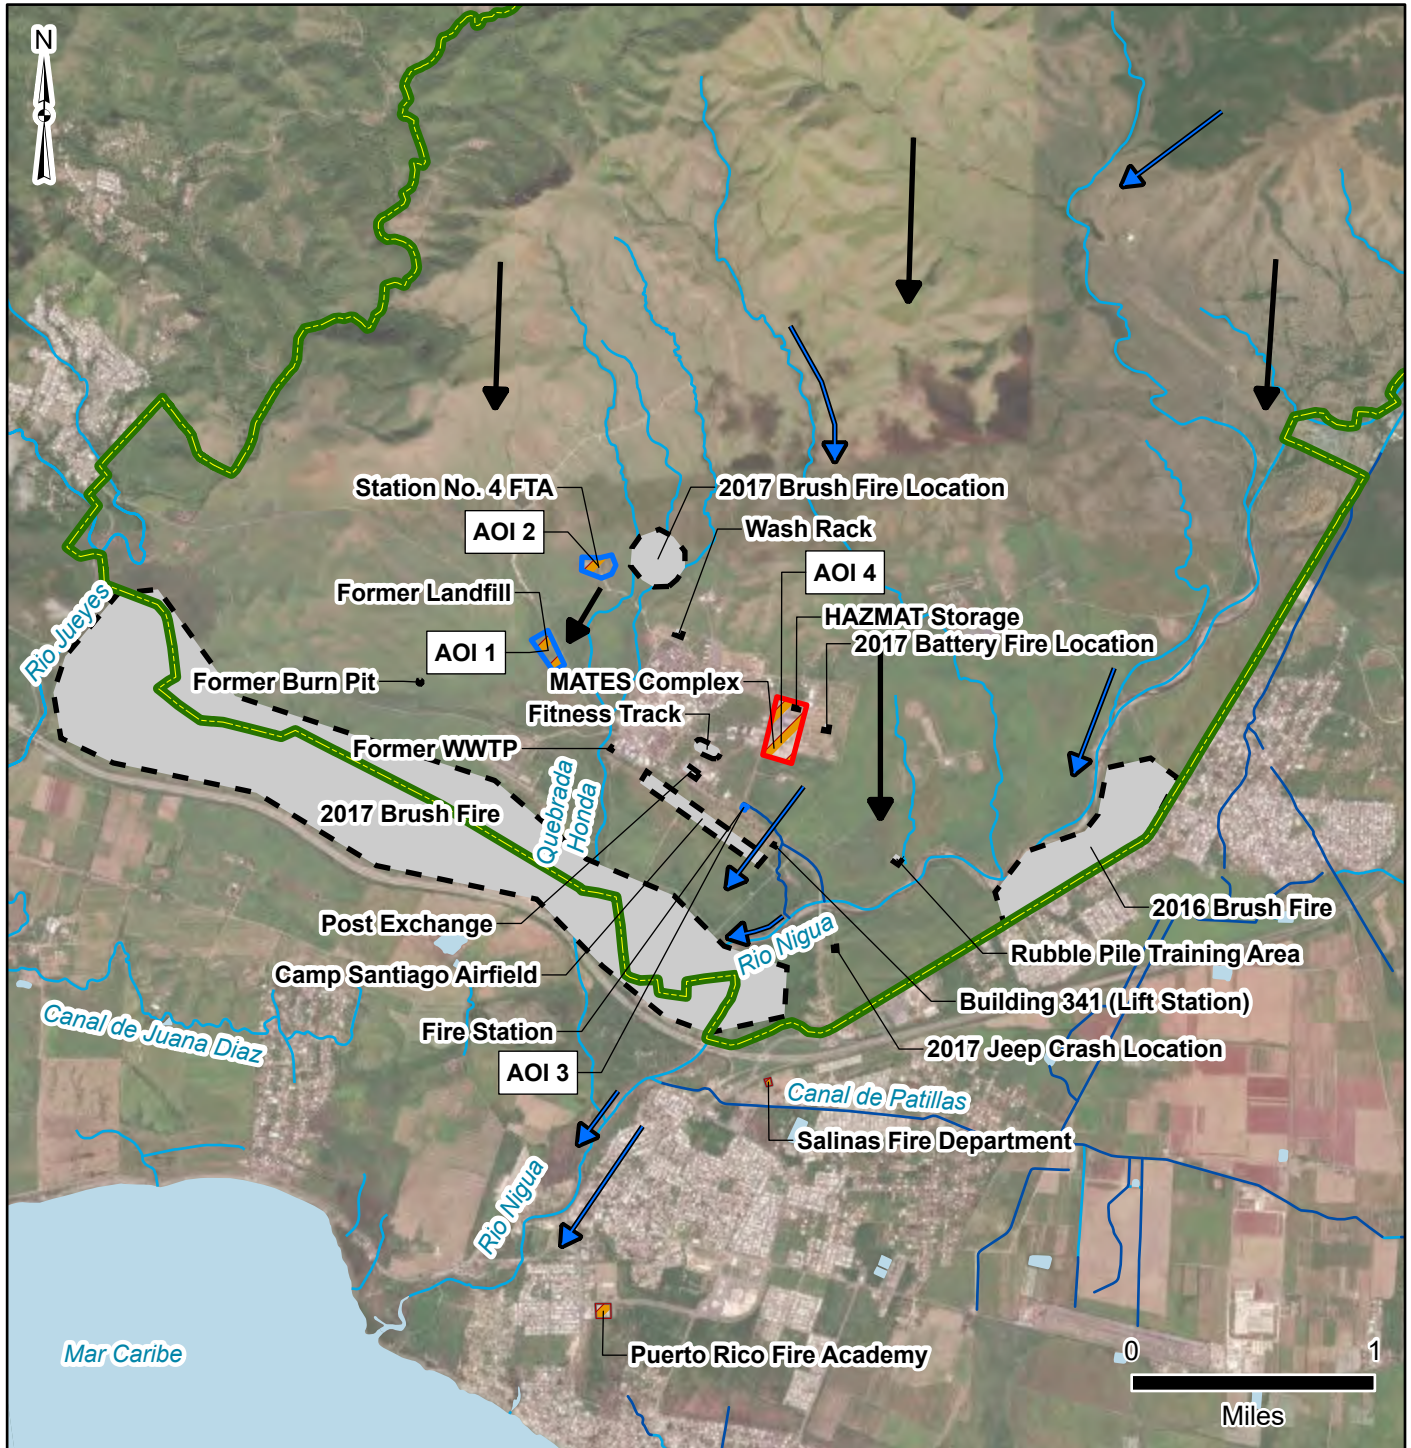 N
Station No. 4 FTA
2017 Brush Fire Location
AOI 2
Wash Rack
AOI 4
Former Landfill
HAZMAT Storage
AOI 1
2017 Battery Fire Location
Rio Jueyes
Former Burn Pit
MATES Complex
Fitness Track
Former WWTP
2017 Brush Fire
Quebrada
Honda
Post Exchange
2016 Brush Fire
Rio Nigua
Rubble Pile Training Area
Camp Santiago Airfield
Building 341 (Lift Station)
Canal de Juana Diaz
Fire Station
2017 Jeep Crash Location
AOI 3
Canal de Patillas
Salinas Fire Department
Rio Nigua
Mar Caribe
Puerto Rico Fire Academy
0 1
Miles